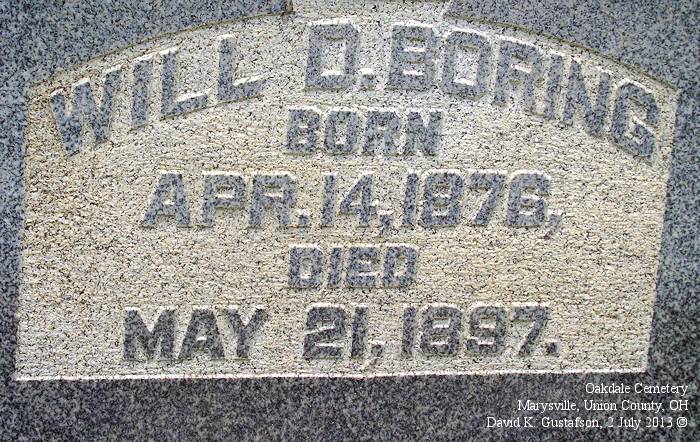 WILL D. BORING
BORN
APR. 14, 1876,
DIED
MAY 21, 1897.
Oakdale Cemetery
Marysville, Union County, OH
David K. Gustafson, 2 July 2013 ©